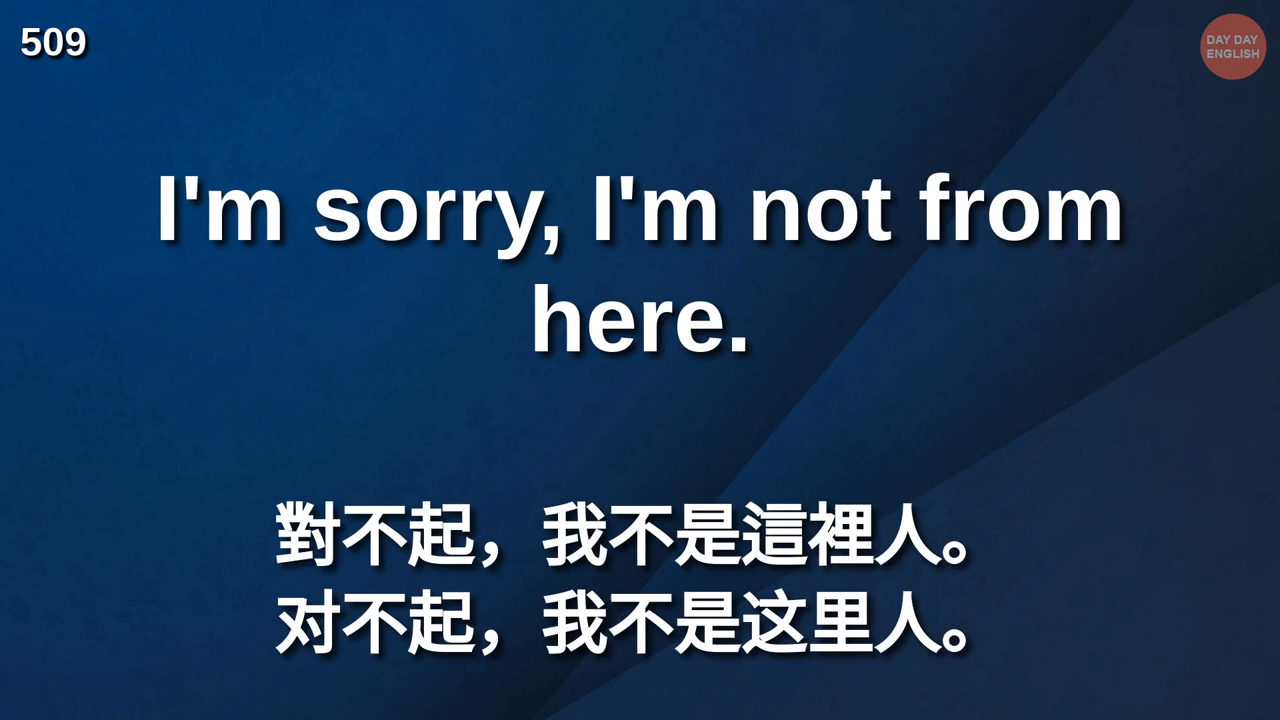 509
DAY DAY
ENGLISH
I'm sorry, I'm not from
here.
對不起，我不是這裡人。
对不起，我不是这里人。